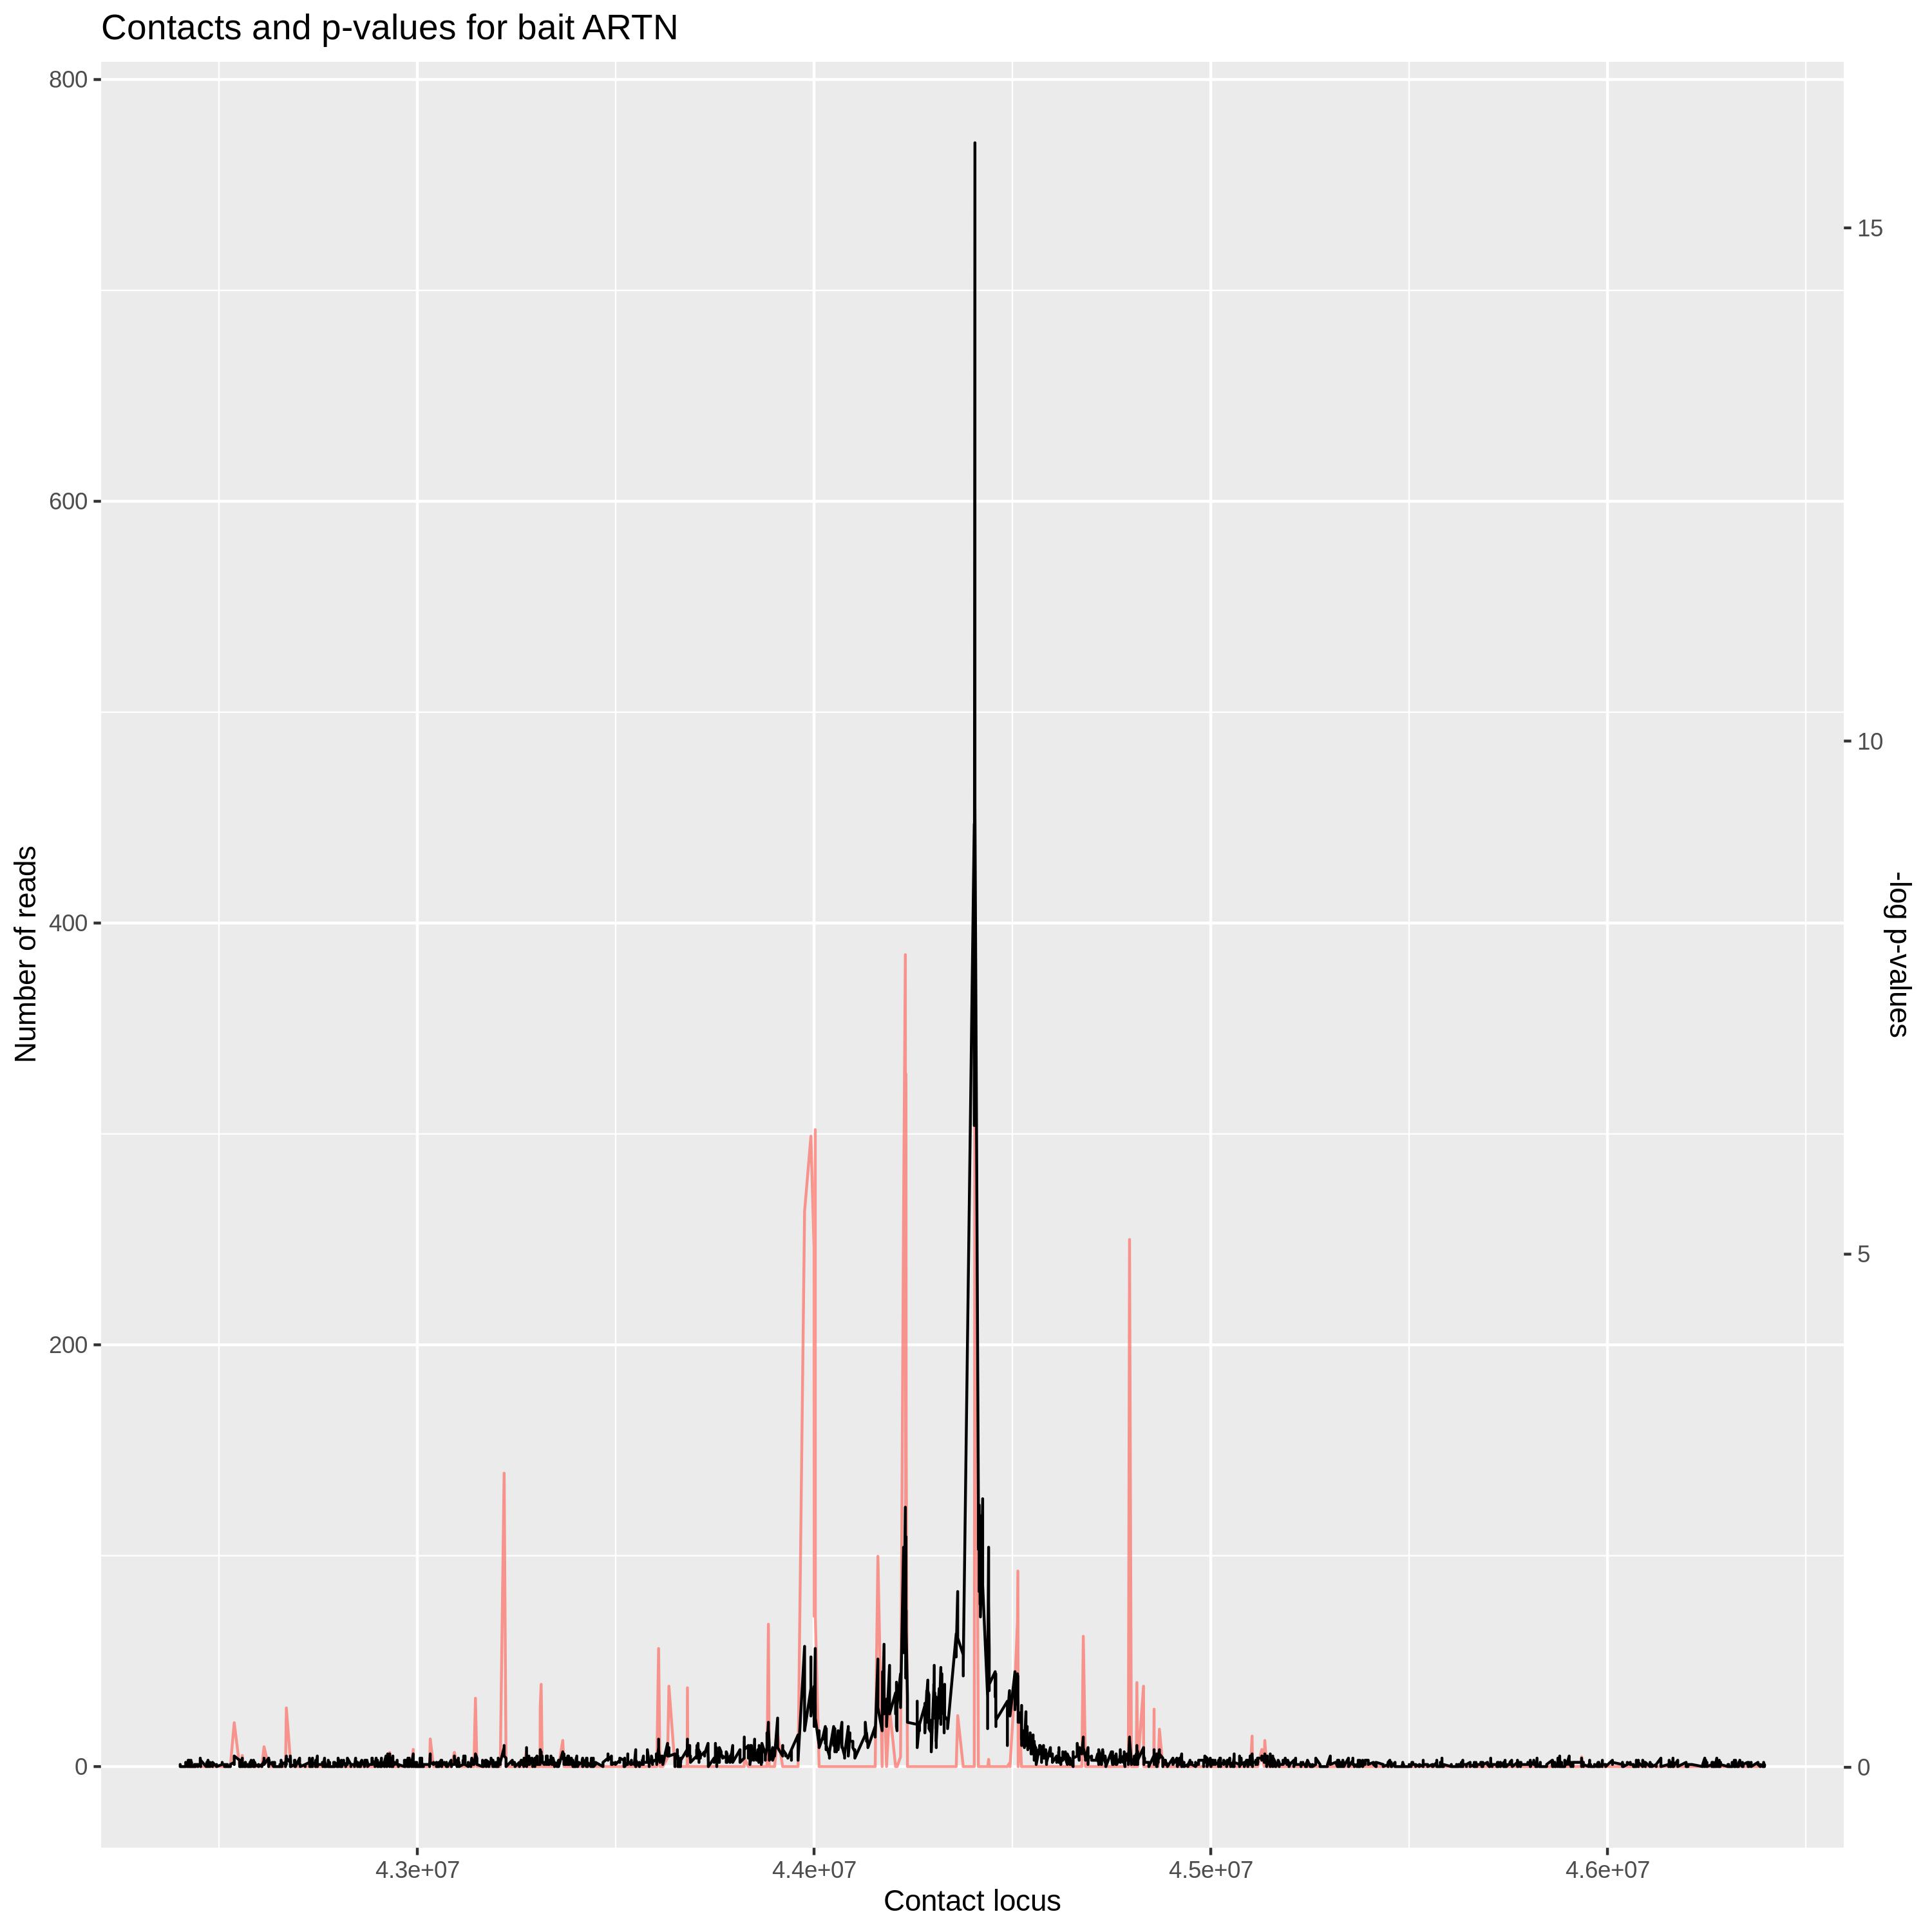 Contacts and p-values for bait ARTN
800
600
400
200
0
Number of reads
15
10
5
0
-log p-values
4.3e+07
4.4e+07
4.5e+07
4.6e+07
Contact locus